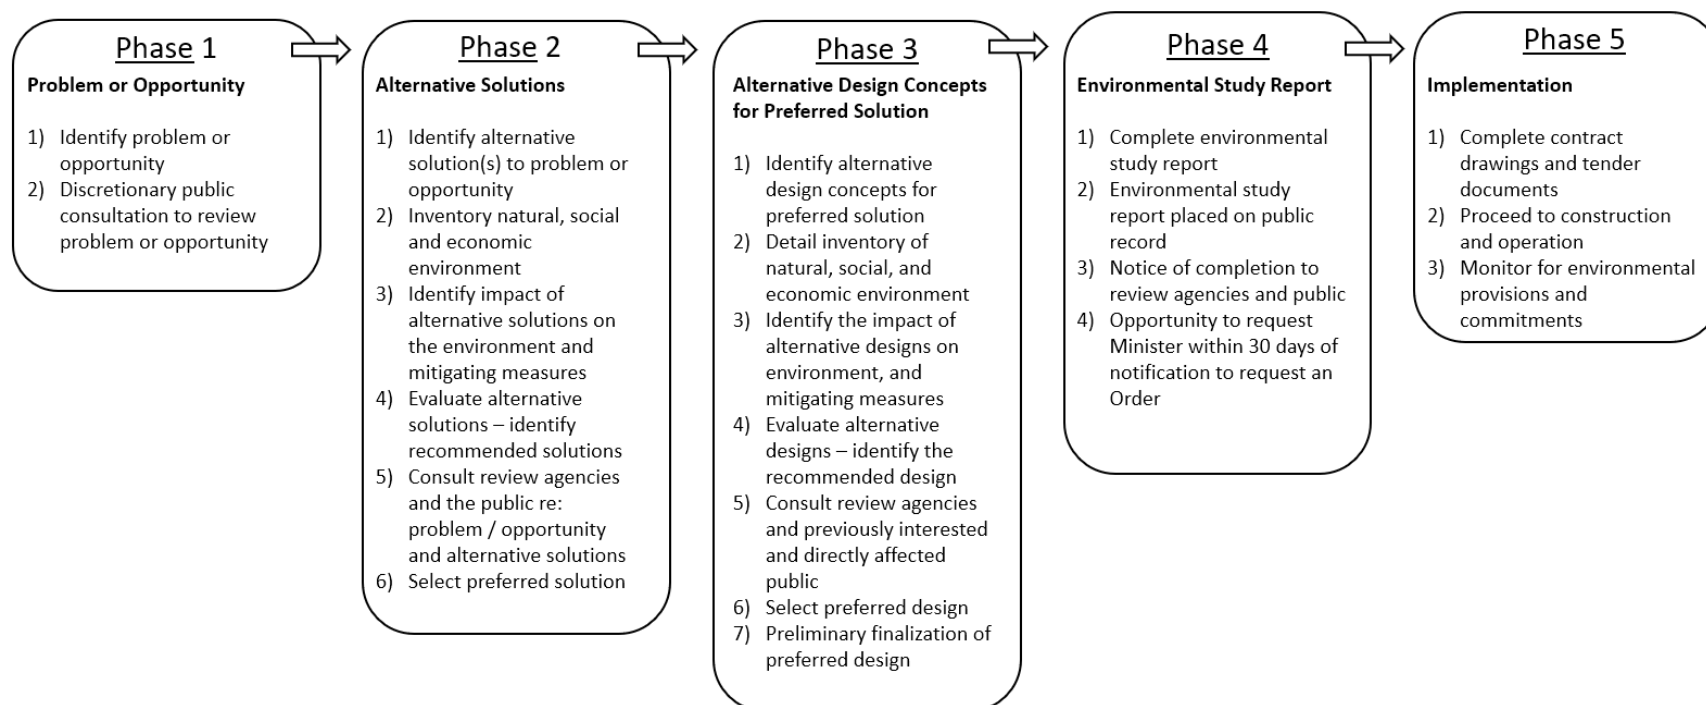 Phase 1
Problem or Opportunity
1) Identify problem or
opportunity
2) Discretionary public
consultation to review
problem or opportunity
Phase 2
Alternative Solutions
1) Identify alternative
solution(s) to problem or
opportunity
2) Inventory natural, social
and economic
environment
3) Identify impact of
alternative solutions on
the environment and
mitigating measures
4) Evaluate alternative
solutions – identify
recommended solutions
5) Consult review agencies
and the public re:
problem / opportunity
and alternative solutions
6) Select preferred solution
Phase 3
Alternative Design Concepts
for Preferred Solution
1) Identify alternative
design concepts for
preferred solution
2) Detail inventory of
natural, social, and
economic environment
3) Identify the impact of
alternative designs on
environment, and
mitigating measures
4) Evaluate alternative
designs – identify the
recommended design
5) Consult review agencies
and previously interested
and directly affected
public
6) Select preferred design
7) Preliminary finalization of
preferred design
Phase 4
Environmental Study Report
1) Complete environmental
study report
2) Environmental study
report placed on public
record
3) Notice of completion to
review agencies and public
4) Opportunity to request
Minister within 30 days of
notification to request an
Order
Phase 5
Implementation
1) Complete contract
drawings and tender
documents
2) Proceed to construction
and operation
3) Monitor for environmental
provisions and
commitments